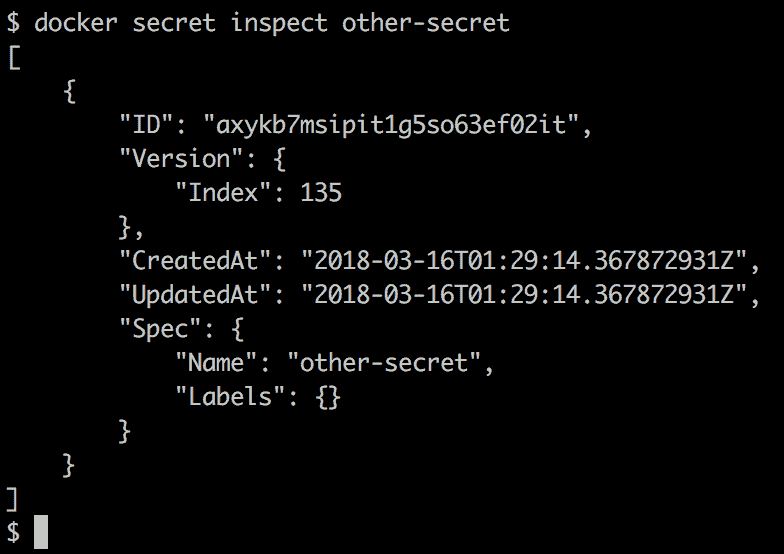 $ docker secret inspect other-secret
[
    {
        "ID": "axykb7msipit1g5so63ef02it",
        "Version": {
            "Index": 135
        },
        "CreatedAt": "2018-03-16T01:29:14.367872931Z",
        "UpdatedAt": "2018-03-16T01:29:14.367872931Z",
        "Spec": {
            "Name": "other-secret",
            "Labels": {}
        }
    }
]
$